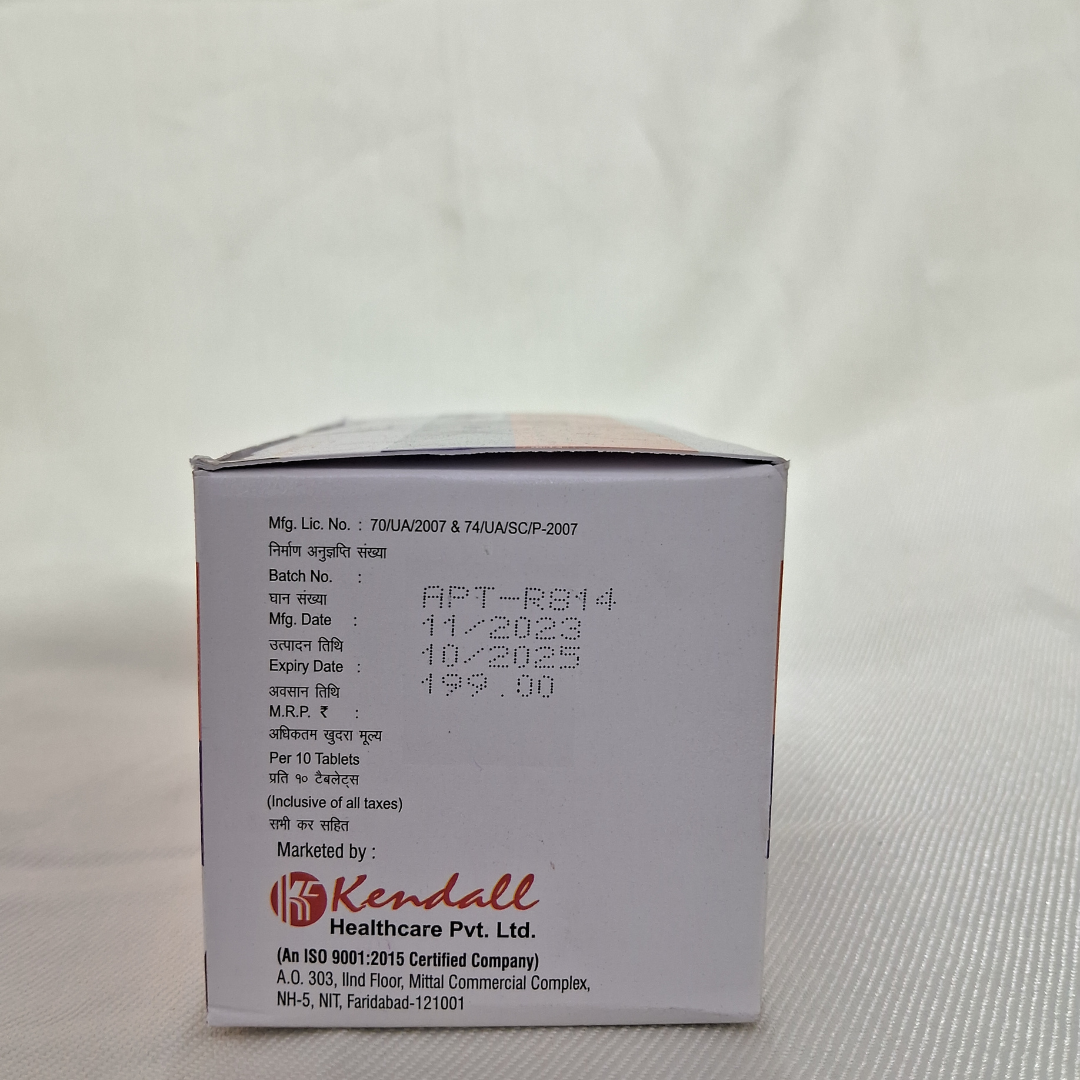 Mfg. Lic. No. : 70/UA/2007 & 74/UA/SC/P-2007
निर्माण अनुज्ञप्ति संख्या
Batch No. :
घान संख्या
APT-R814
Mfg. Date :
11/2023
उत्पादन तिथि
10/2025
Expiry Date :
अवसान तिथि
199.00
M.R.P. ₹ :
अधिकतम खुदरा मूल्य
Per 10 Tablets
प्रति १० टैबलेट्स
(Inclusive of all taxes)
सभी कर सहित
Marketed by :
Kendall
Healthcare Pvt. Ltd.
(An ISO 9001:2015 Certified Company)
A.O. 303, IInd Floor, Mittal Commercial Complex,
NH-5, NIT, Faridabad-121001